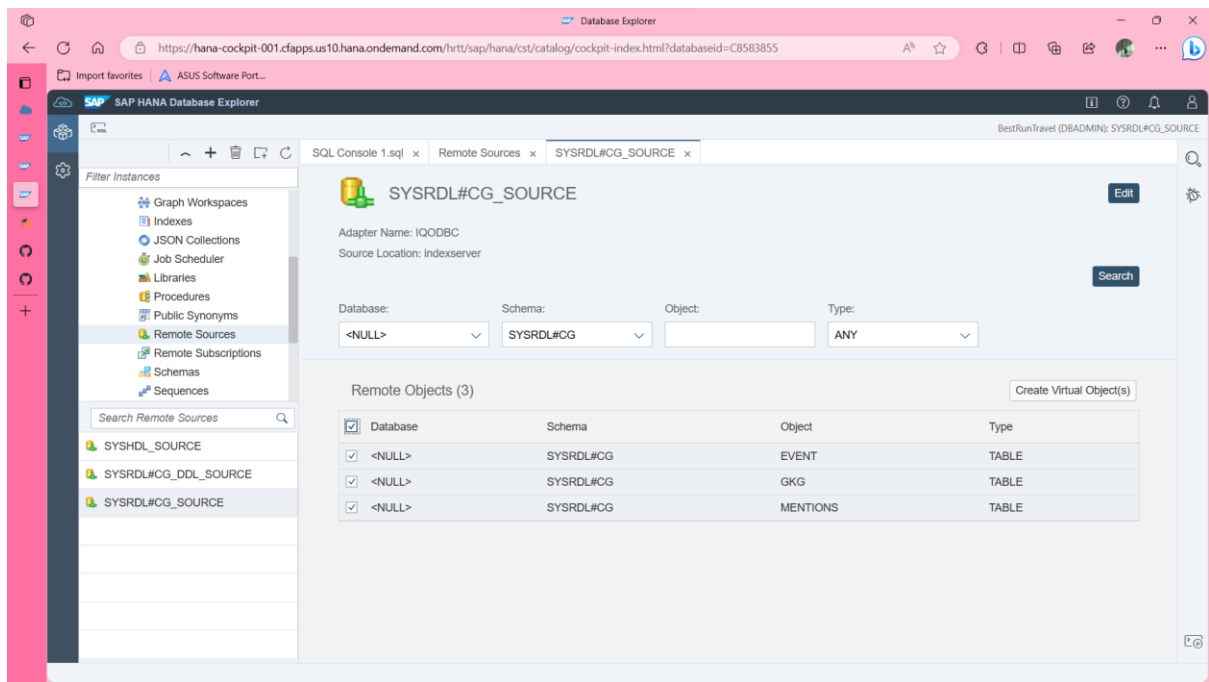 Database Explorer
https://hana-cockpit-001.cfapps.us10.hana.ondemand.com/hrtt/sap/hana/cst/catalog/cockpit-index.html?databaseid=C8583855
Import favorites
ASUS Software Port...
SAP SAP HANA Database Explorer
BestRunTravel (DBADMIN): SYSRDL#CG_SOURCE
SQL Console 1.sql
Remote Sources
SYSRDL#CG_SOURCE
Filter Instances
Graph Workspaces
Indexes
JSON Collections
Job Scheduler
Libraries
Procedures
Public Synonyms
Remote Sources
Remote Subscriptions
Schemas
Sequences
Search Remote Sources
SYSHDL_SOURCE
SYSRDL#CG_DDL_SOURCE
SYSRDL#CG_SOURCE
SYSRDL#CG_SOURCE
Edit
Adapter Name: IQODBC
Source Location: indexserver
Search
Database: Schema: Object: Type:
<NULL> SYSRDL#CG ANY
Remote Objects (3)
Create Virtual Object(s)
Database Schema Object Type
<NULL> SYSRDL#CG EVENT TABLE
<NULL> SYSRDL#CG GKG TABLE
<NULL> SYSRDL#CG MENTIONS TABLE